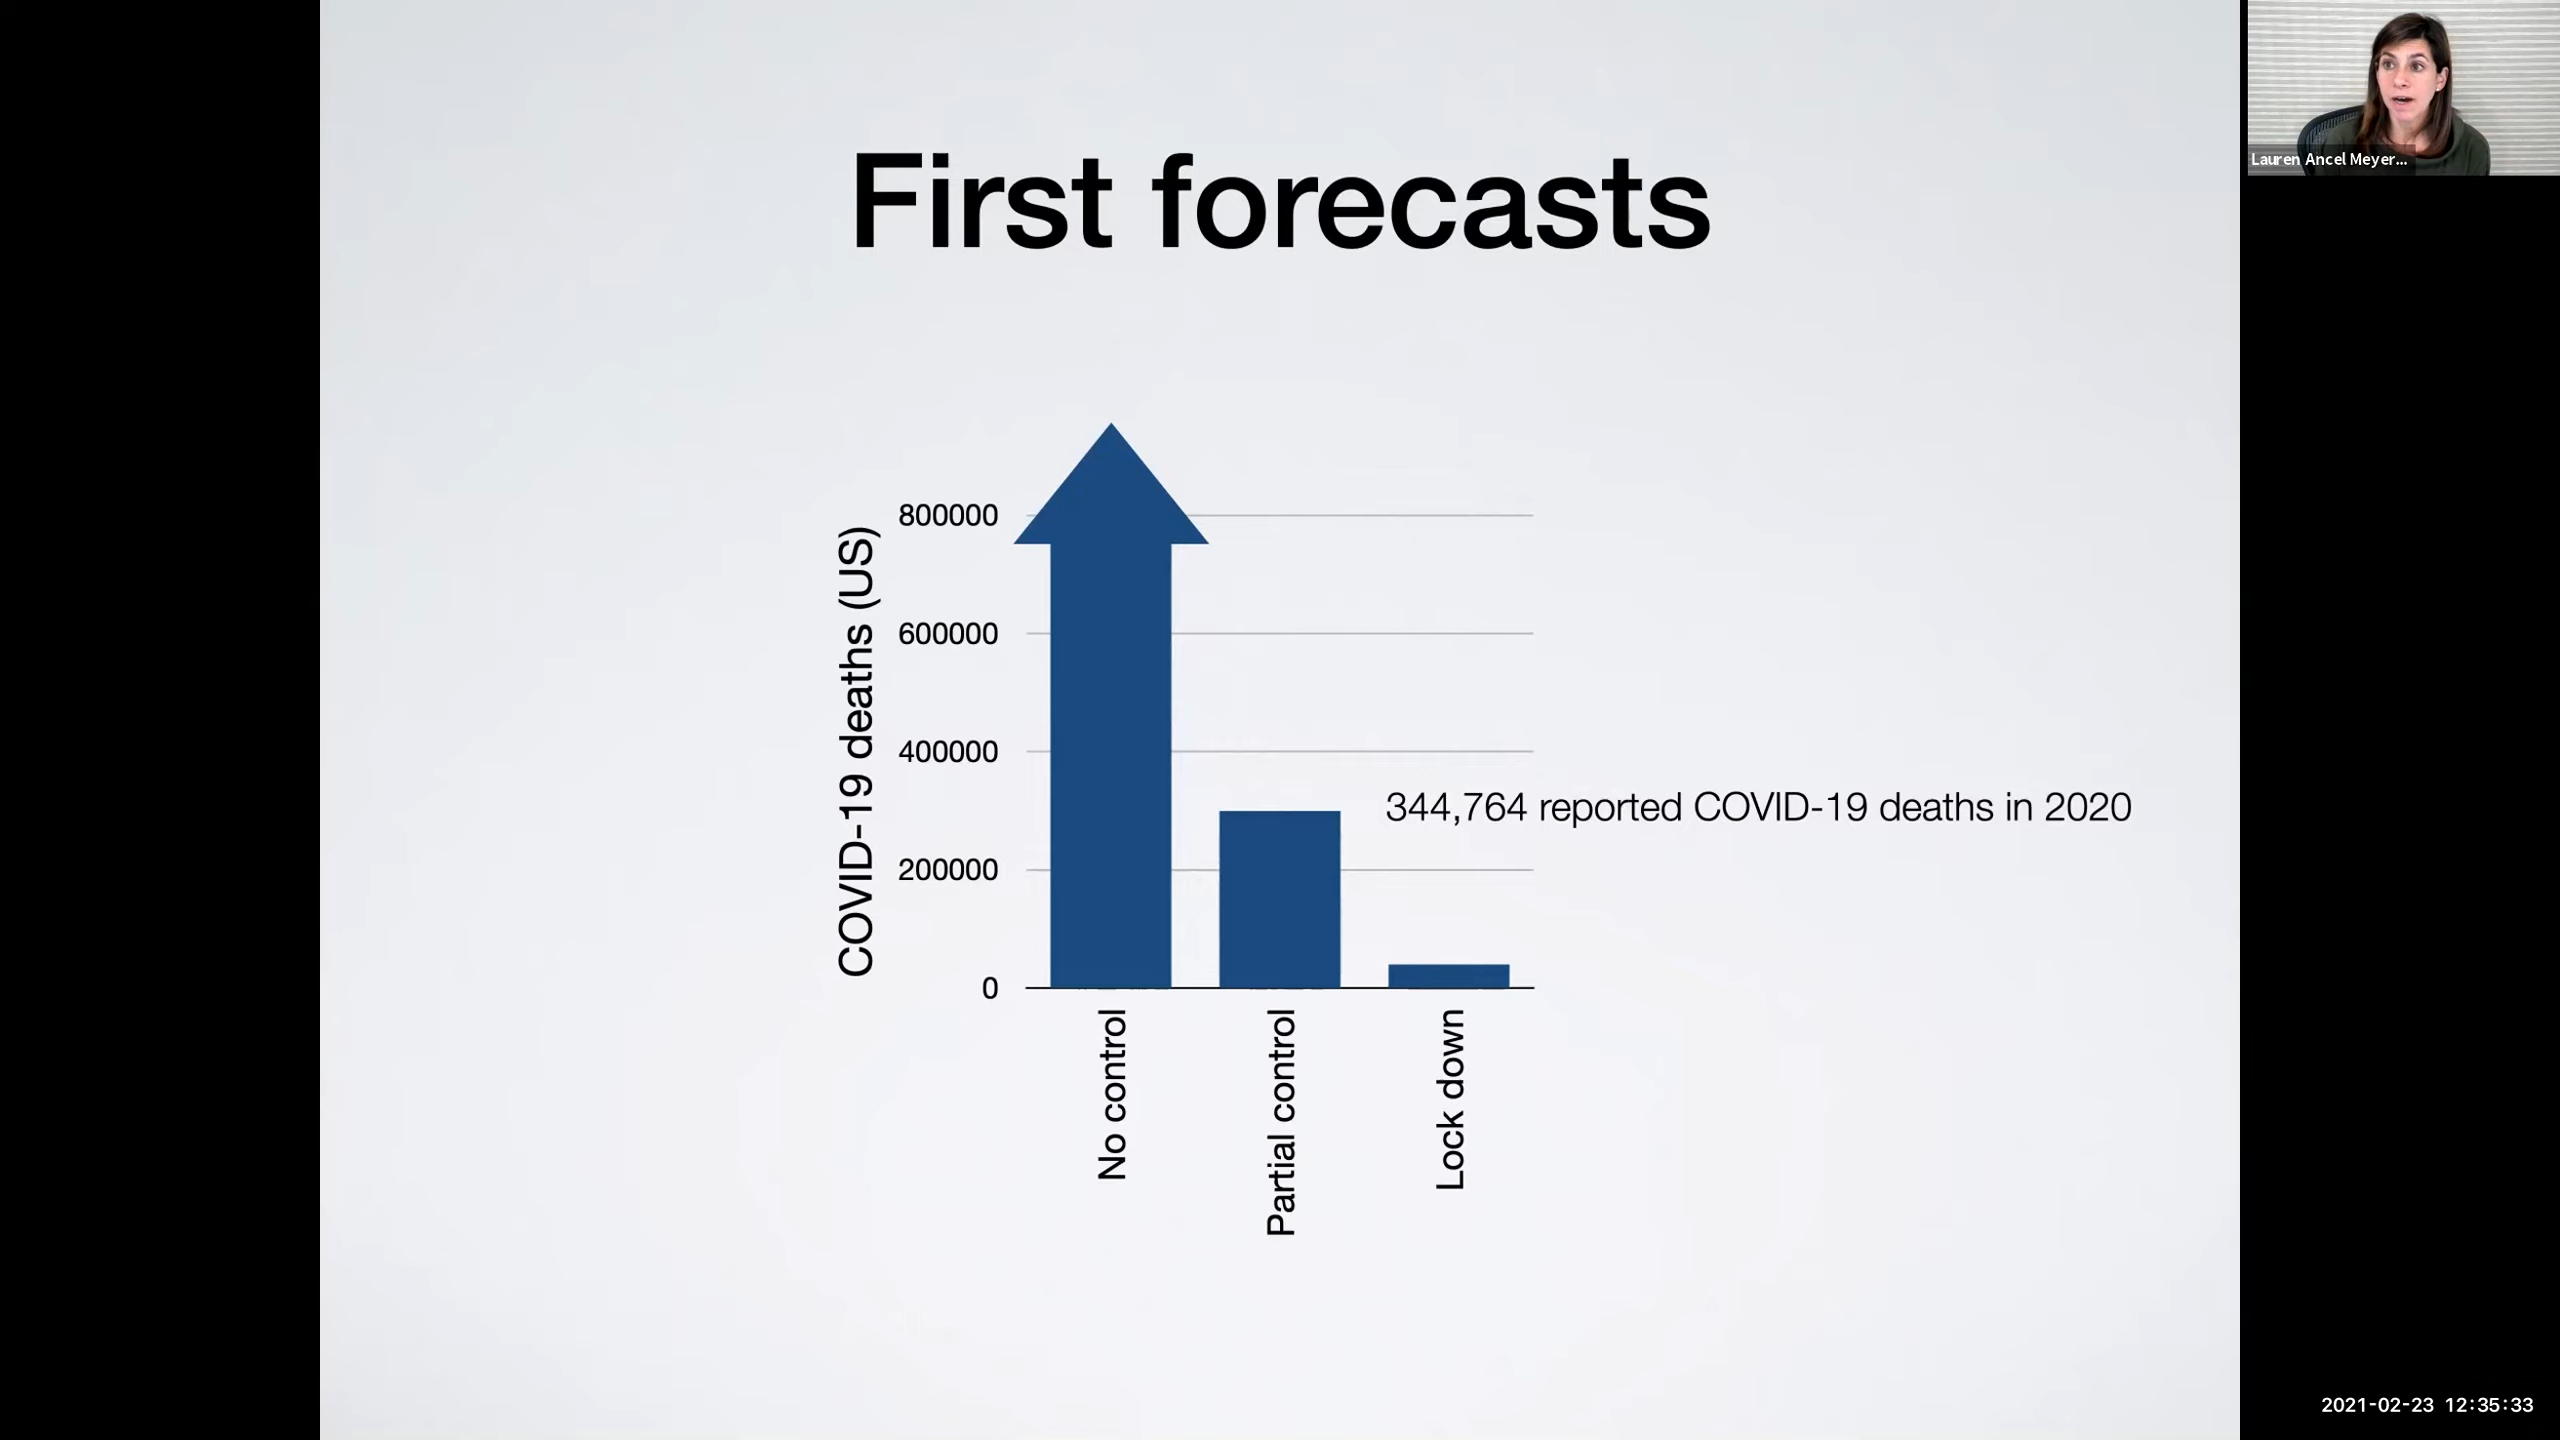 First forecasts
Lauren Ancel Meyer...
COVID-19 deaths (US)
800000
600000
400000
200000
0
344,764 reported COVID-19 deaths in 2020
No control
Partial control
Lock down
2021-02-23 12:35:33